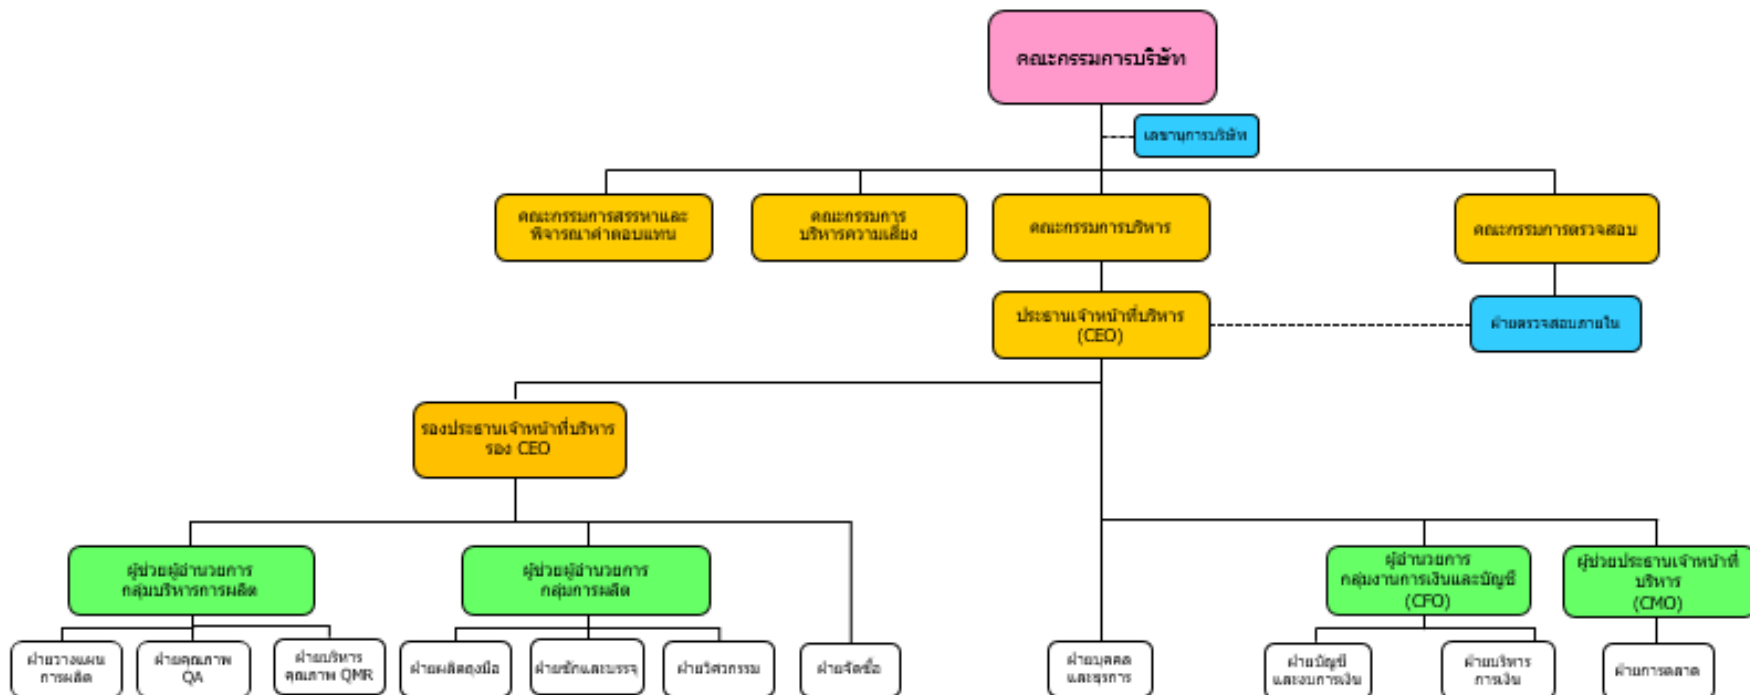 คณะกรรมการบริษัท
เลขานุการบริษัท
คณะกรรมการสรรหาและ
พิจารณาค่าตอบแทน
คณะกรรมการ
บริหารความเสี่ยง
คณะกรรมการบริหาร
คณะกรรมการตรวจสอบ
ประธานเจ้าหน้าที่บริหาร
(CEO)
ฝ่ายตรวจสอบภายใน
รองประธานเจ้าหน้าที่บริหาร
รอง CEO
ผู้ช่วยผู้อำนวยการ
กลุ่มบริหารการผลิต
ผู้ช่วยผู้อำนวยการ
กลุ่มการผลิต
ผู้อำนวยการ
กลุ่มงานการเงินและบัญชี
(CFO)
ผู้ช่วยประธานเจ้าหน้าที่
บริหาร
(CMO)
ฝ่ายวางแผน
การผลิต
ฝ่ายคุณภาพ
QA
ฝ่ายบริหาร
คุณภาพ QMR
ฝ่ายผลิตถุงมือ
ฝ่ายซักและบรรจุ
ฝ่ายวิศวกรรม
ฝ่ายจัดซื้อ
ฝ่ายบุคคล
และธุรการ
ฝ่ายบัญชี
และงบการเงิน
ฝ่ายบริหาร
การเงิน
ฝ่ายการตลาด